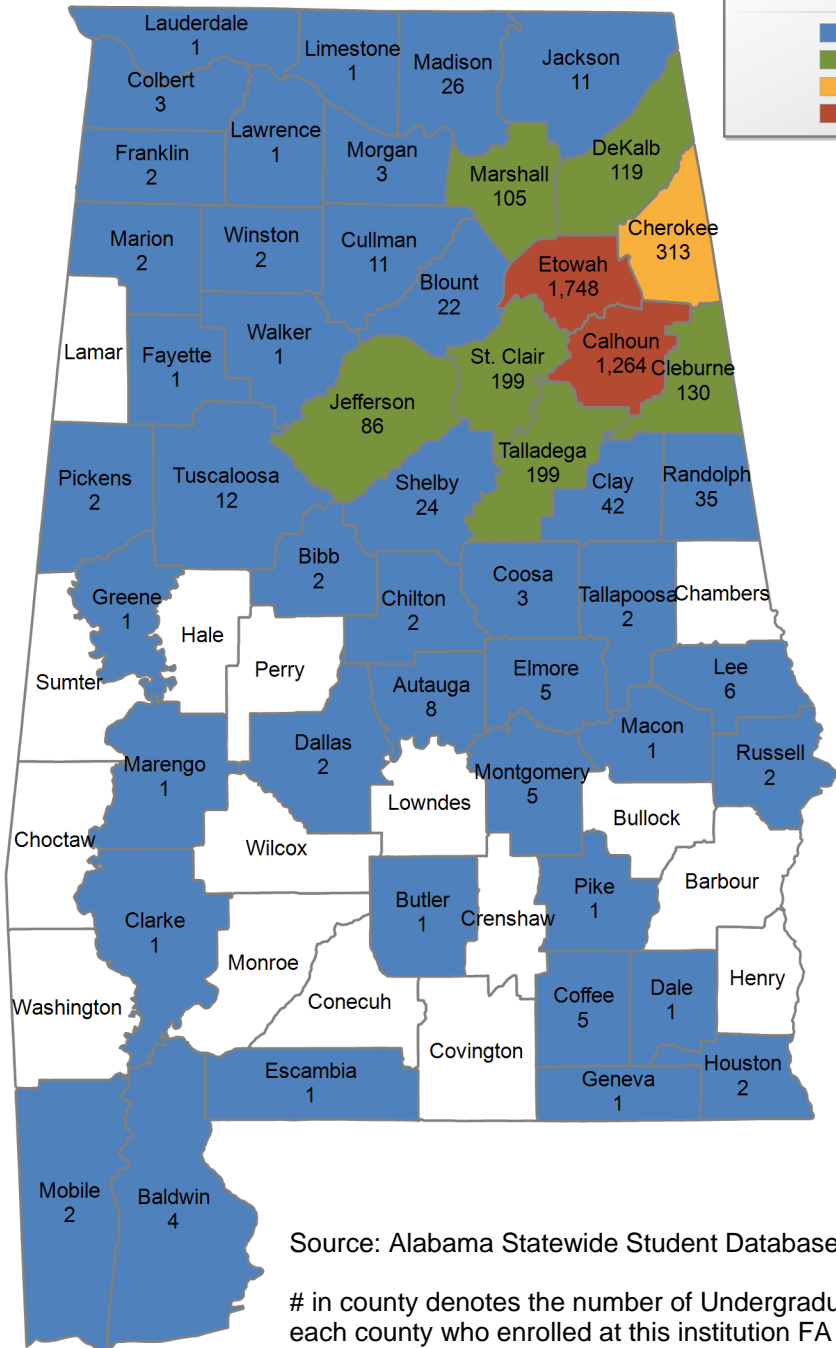 Lauderdale
1
Limestone
1
Madison
26
Jackson
11
Colbert
3
Lawrence
1
Franklin
2
Morgan
3
Marshall
105
DeKalb
119
Cherokee
313
Marion
2
Winston
2
Cullman
11
Etowah
1,748
Blount
22
Lamar
Fayette
1
Walker
1
St. Clair
199
Calhoun
1,264
Cleburne
130
Jefferson
86
Talladega
199
Pickens
2
Tuscaloosa
12
Shelby
24
Clay
42
Randolph
35
Bibb
2
Greene
1
Hale
Chilton
2
Coosa
3
Tallapoosa
2
Chambers
Sumter
Perry
Autauga
8
Elmore
5
Lee
6
Macon
1
Dallas
2
Marengo
1
Montgomery
5
Russell
2
Lowndes
Bullock
Choctaw
Wilcox
Barbour
Butler
1
Crenshaw
Pike
1
Clarke
1
Monroe
Henry
Washington
Conecuh
Coffee
5
Dale
1
Covington
Escambia
1
Geneva
1
Houston
2
Mobile
2
Baldwin
4
Source: Alabama Statewide Student Database
# in county denotes the number of Undergradu
each county who enrolled at this institution FA